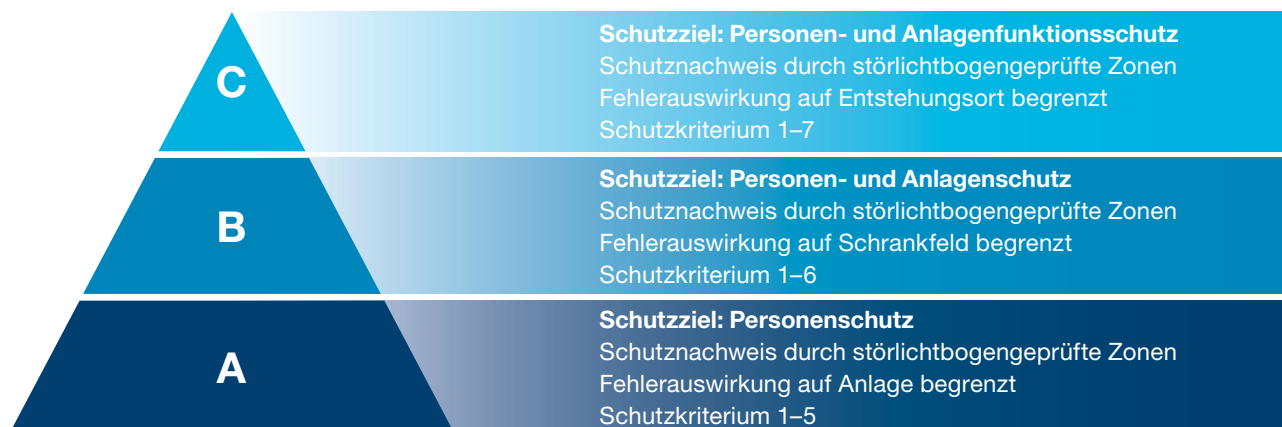 C
Schutzziel: Personen- und Anlagenfunktionsschutz
Schutznachweis durch störlichtbogengeprüfte Zonen
Fehlerauswirkung auf Entstehungsort begrenzt
Schutzkriterium 1–7
B
Schutzziel: Personen- und Anlagenschutz
Schutznachweis durch störlichtbogengeprüfte Zonen
Fehlerauswirkung auf Schrankfeld begrenzt
Schutzkriterium 1–6
A
Schutzziel: Personenschutz
Schutznachweis durch störlichtbogengeprüfte Zonen
Fehlerauswirkung auf Anlage begrenzt
Schutzkriterium 1–5